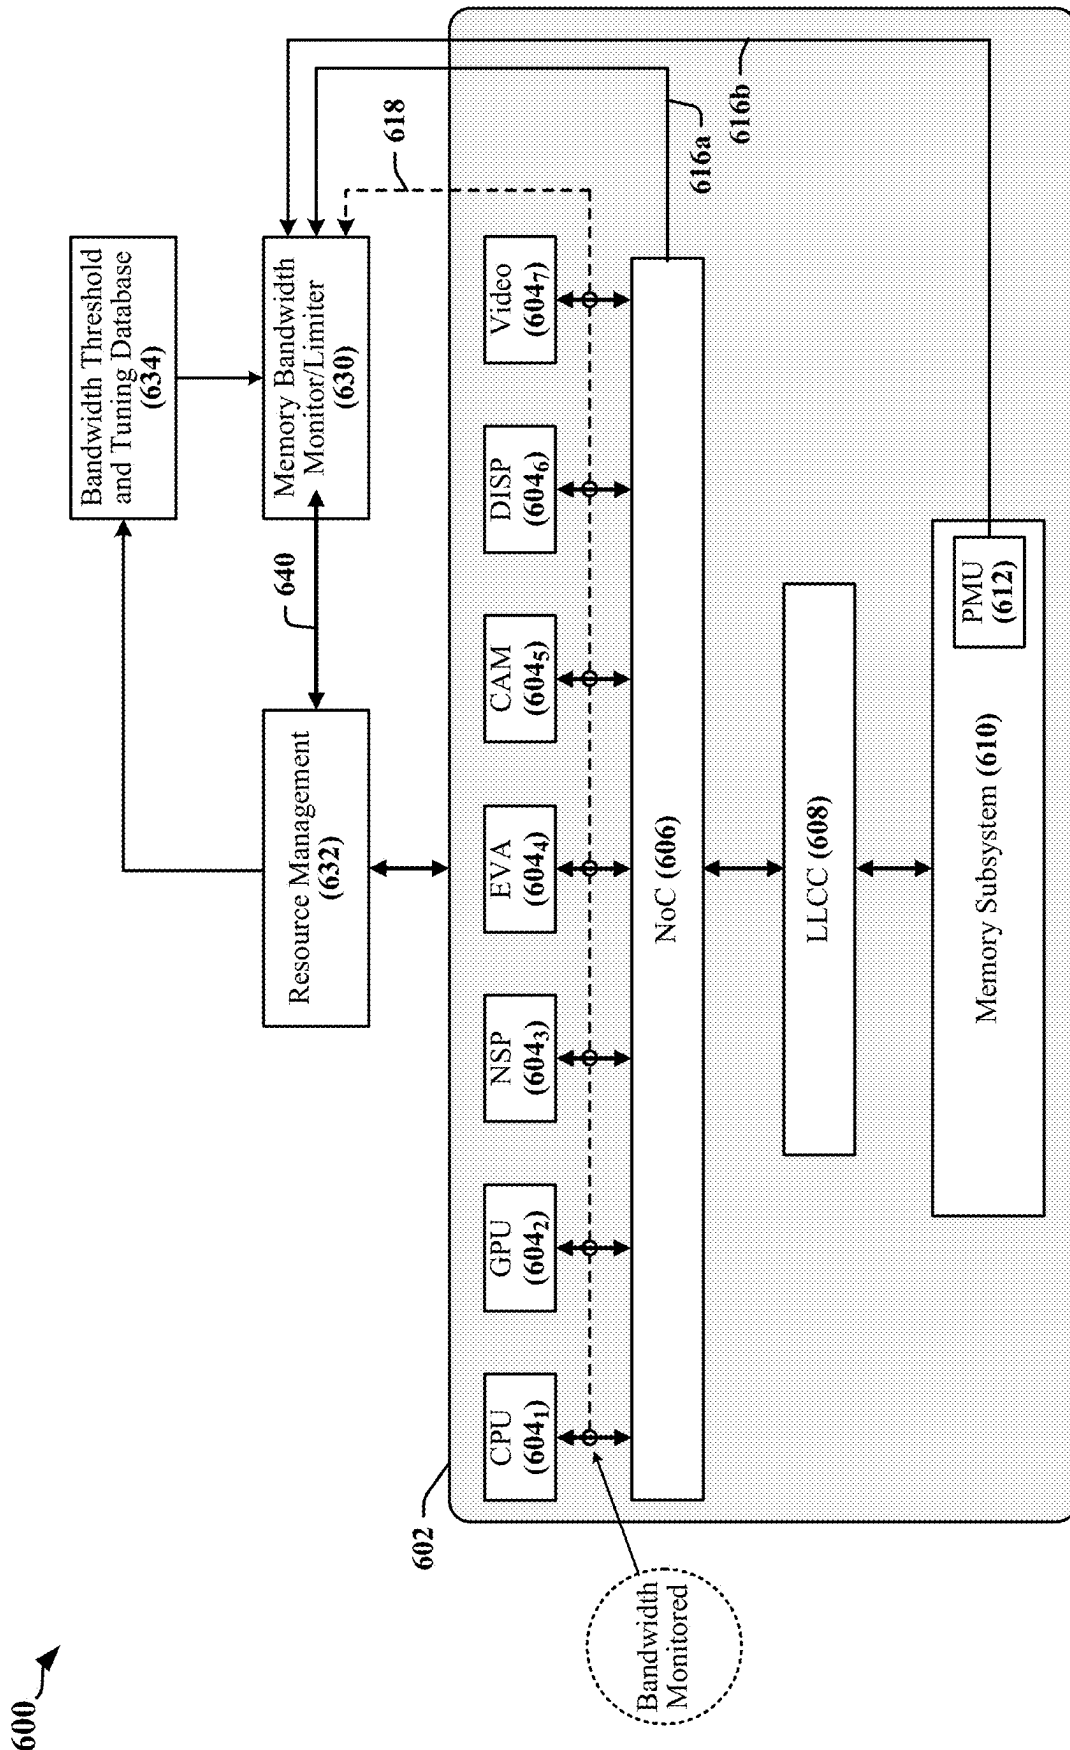 600
Bandwidth Threshold
and Tuning Database
(634)
Resource Management
(632)
640
Memory Bandwidth
Monitor/Limiter
(630)
618
602
Bandwidth
Monitored
CPU
(604₁)
GPU
(604₂)
NSP
(604₃)
EVA
(604₄)
CAM
(604₅)
DISP
(604₆)
Video
(604₇)
NoC (606)
616a
616b
LLCC (608)
Memory Subsystem (610)
PMU
(612)